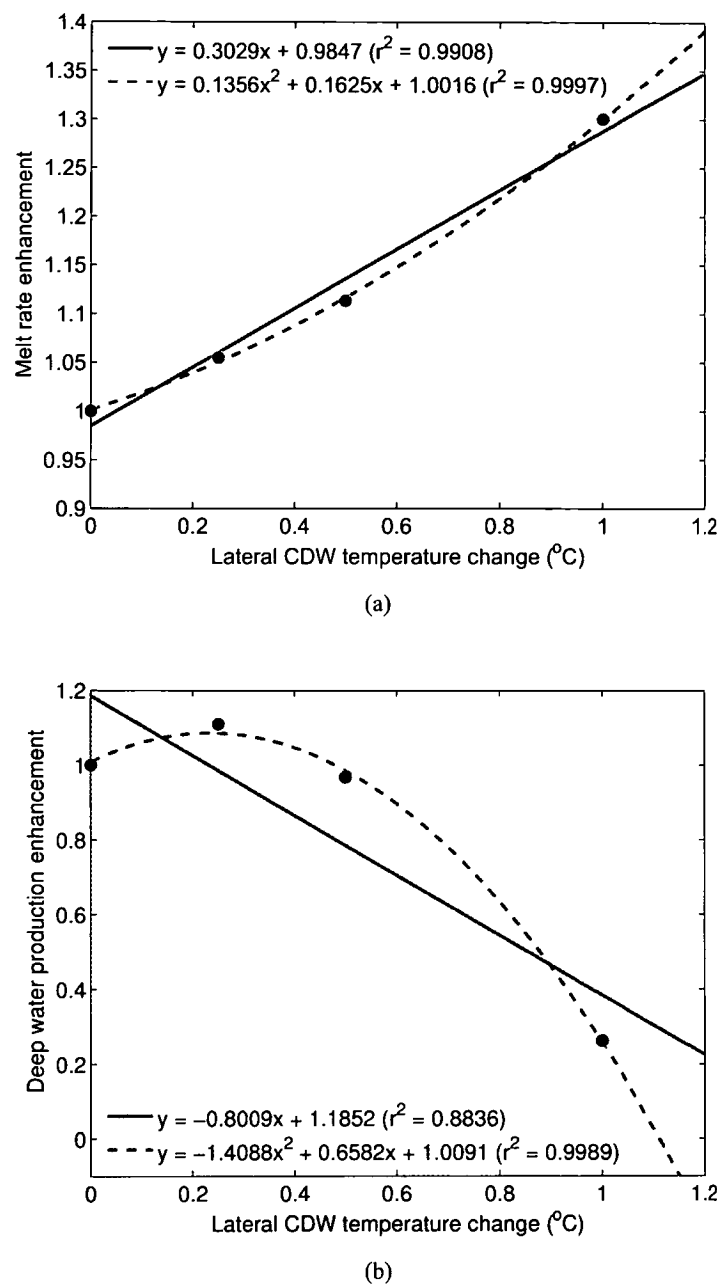 1.4
1.35
1.3
1.25
1.2
1.15
1.1
1.05
1
0.95
0.9
Melt rate enhancement
y = 0.3029x + 0.9847 (r² = 0.9908)
y = 0.1356x² + 0.1625x + 1.0016 (r² = 0.9997)
0 0.2 0.4 0.6 0.8 1 1.2
Lateral CDW temperature change (°C)
(a)
1.2
1
0.8
0.6
0.4
0.2
0
Deep water production enhancement
y = −0.8009x + 1.1852 (r² = 0.8836)
y = −1.4088x² + 0.6582x + 1.0091 (r² = 0.9989)
0 0.2 0.4 0.6 0.8 1 1.2
Lateral CDW temperature change (°C)
(b)